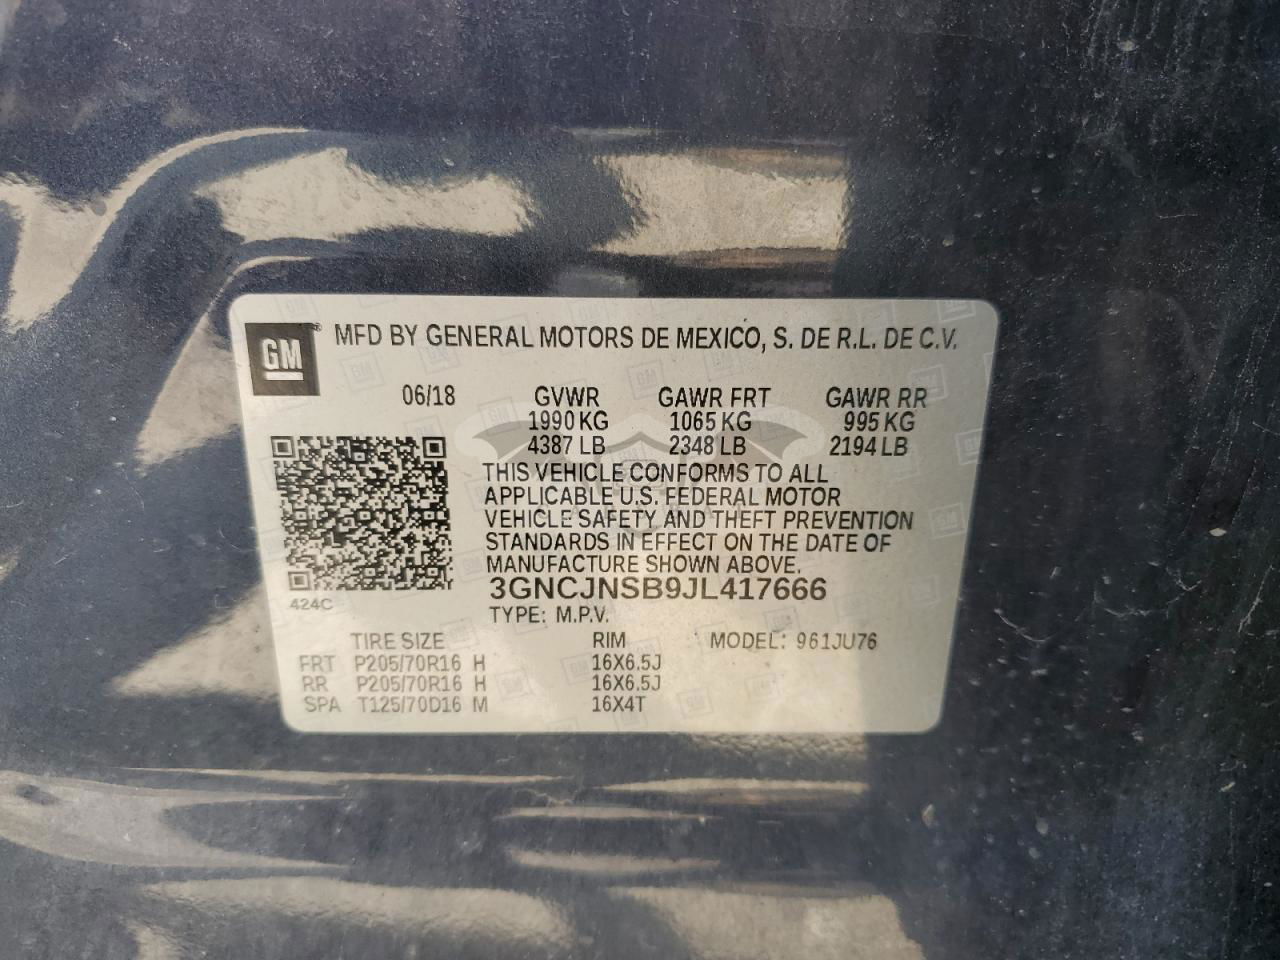 GM® MFD BY GENERAL MOTORS DE MEXICO, S. DE R.L. DE C.V.
06/18 GVWR GAWR FRT GAWR RR
1990 KG 1065 KG 995 KG
4387 LB 2348 LB 2194 LB
THIS VEHICLE CONFORMS TO ALL
APPLICABLE U.S. FEDERAL MOTOR
VEHICLE SAFETY AND THEFT PREVENTION
STANDARDS IN EFFECT ON THE DATE OF
MANUFACTURE SHOWN ABOVE.
3GNCJNSB9JL417666
424C
TYPE: M.P.V.
TIRE SIZE RIM MODEL: 961JU76
FRT P205/70R16 H 16X6.5J
RR P205/70R16 H 16X6.5J
SPA T125/70D16 M 16X4T